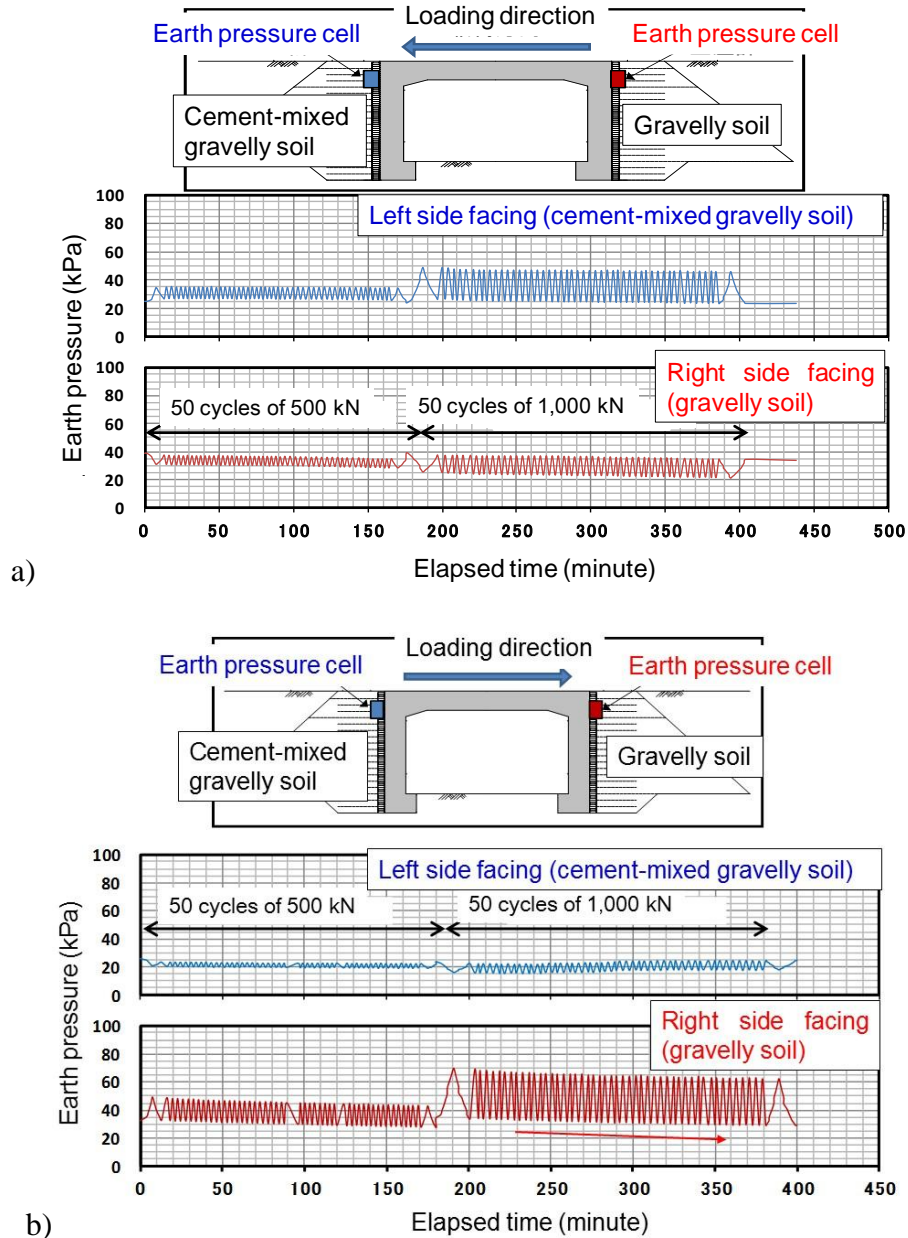 Loading direction
Earth pressure cell
Earth pressure cell
Cement-mixed
gravelly soil
Gravelly soil
Earth pressure (kPa)
100
80
60
40
20
0
Left side facing (cement-mixed gravelly soil)
100
80
60
40
20
0
Right side facing
(gravelly soil)
50 cycles of 500 kN
50 cycles of 1,000 kN
0 50 100 150 200 250 300 350 400 450 500
Elapsed time (minute)
a)
Loading direction
Earth pressure cell
Earth pressure cell
Cement-mixed
gravelly soil
Gravelly soil
Earth pressure (kPa)
100
80
60
40
20
0
Left side facing (cement-mixed gravelly soil)
50 cycles of 500 kN
50 cycles of 1,000 kN
100
80
60
40
20
0
Right side facing
(gravelly soil)
0 50 100 150 200 250 300 350 400 450
Elapsed time (minute)
b)